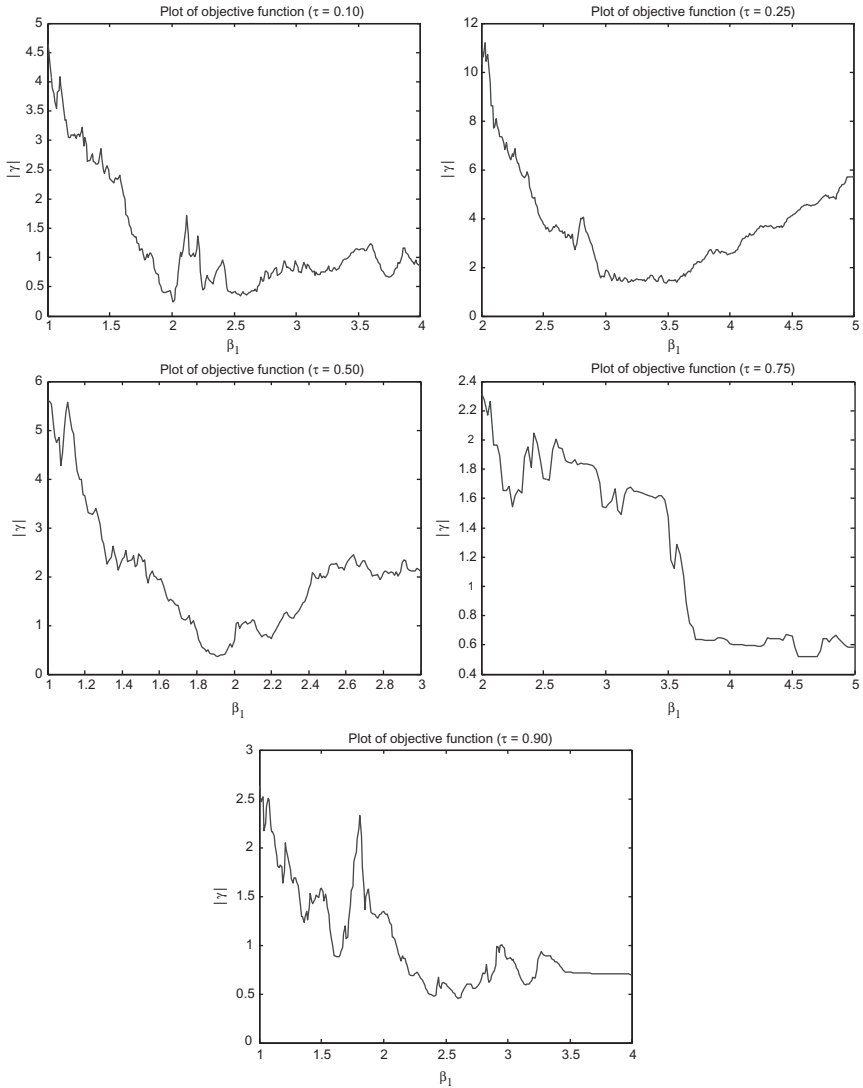 Plot of objective function (τ = 0.10)
5
4.5
4
3.5
3
2.5
2
1.5
1
0.5
0
|γ|
1 1.5 2 2.5 3 3.5 4
β1
Plot of objective function (τ = 0.25)
12
10
8
6
4
2
0
|γ|
2 2.5 3 3.5 4 4.5 5
β1
Plot of objective function (τ = 0.50)
6
5
4
3
2
1
0
|γ|
1 1.2 1.4 1.6 1.8 2 2.2 2.4 2.6 2.8 3
β1
Plot of objective function (τ = 0.75)
2.4
2.2
2
1.8
1.6
1.4
1.2
1
0.8
0.6
0.4
|γ|
2 2.5 3 3.5 4 4.5 5
β1
Plot of objective function (τ = 0.90)
3
2.5
2
1.5
1
0.5
0
|γ|
1 1.5 2 2.5 3 3.5 4
β1